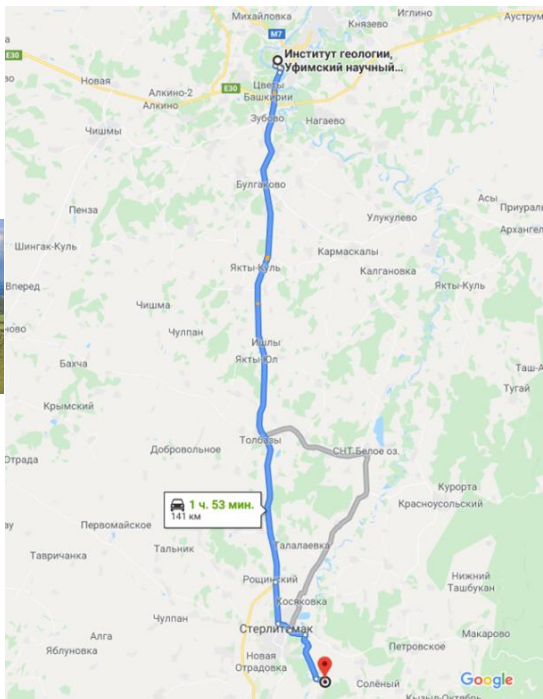 Михайловка
Иглино
Князево
Ауструм
M7
E30
Институт геологии,
Уфимский научный...
Новая
Алкино-2
Алкино
E30
Цветы
Башкирии
Зубово
Нагаево
Чишмы
Булгаково
Пенза
Улукулево
Асы
Приураль
Архангел
Шингак-Куль
Кармаскалы
Якты-Куль
Калгановка
Якты-Куль
Вперед
Чишма
Чулпан
Ишлы
Якты-Юл
Таш-А
Тугай
Бахча
Крымский
Толбазы
СНТ Белое оз.
Добровольное
Отрада
Курорта
Красноусольский
1 ч. 53 мин.
141 км
Первомайское
Талалаевка
Тальник
Тавричанка
Рощинский
Нижний
Ташбукан
Косяковка
Чулпан
Стерлитамак
Алга
Яблуновка
Петровское
Макарово
Новая
Отрадовка
Солёный
Google